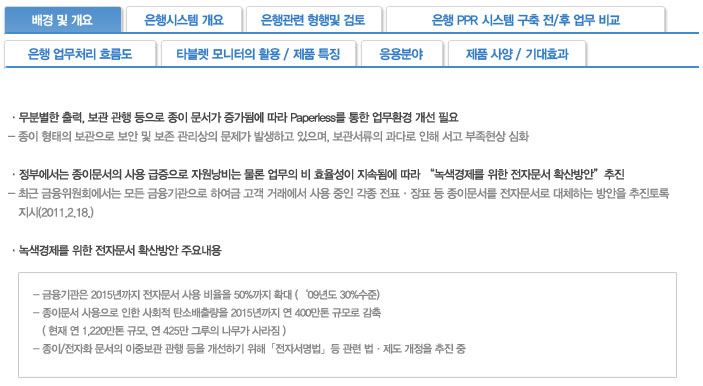 배경 및 개요
은행시스템 개요
은행관련 형행및 검토
은행 PPR 시스템 구축 전/후 업무 비교
은행 업무처리 흐름도
타블렛 모니터의 활용 / 제품 특징
응용분야
제품 사양 / 기대효과
· 무분별한 출력, 보관 관행 등으로 종이 문서가 증가됨에 따라 Paperless를 통한 업무환경 개선 필요
– 종이 형태의 보관으로 보안 및 보존 관리상의 문제가 발생하고 있으며, 보관서류의 과다로 인해 서고 부족현상 심화
· 정부에서는 종이문서의 사용 급증으로 자원낭비는 물론 업무의 비 효율성이 지속됨에 따라 “녹색경제를 위한 전자문서 확산방안” 추진
– 최근 금융위원회에서는 모든 금융기관으로 하여금 고객 거래에서 사용 중인 각종 전표 · 장표 등 종이문서를 전자문서로 대체하는 방안을 추진토록
지시(2011.2.18.)
· 녹색경제를 위한 전자문서 확산방안 주요내용
– 금융기관은 2015년까지 전자문서 사용 비율을 50%까지 확대 ( ‘09년도 30%수준)
– 종이문서 사용으로 인한 사회적 탄소배출량을 2015년까지 연 400만톤 규모로 감축
( 현재 연 1,220만톤 규모, 연 425만 그루의 나무가 사라짐 )
– 종이/전자화 문서의 이중보관 관행 등을 개선하기 위해「전자서명법」등 관련 법 · 제도 개정을 추진 중